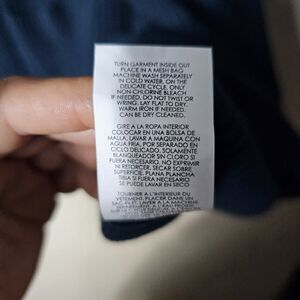 TURN GARMENT INSIDE OUT
PLACE IN A MESH BAG
MACHINE WASH SEPARATELY
IN COLD WATER, ON THE
DELICATE CYCLE. ONLY
NON-CHLORINE BLEACH
IF NEEDED. DO NOT TWIST OR
WRING. LAY FLAT TO DRY.
WARM IRON IF NEEDED.
CAN BE DRY CLEANED.
GIRE A LA ROPA INTERIOR
COLOCAR EN UNA BOLSA DE
MALLA. LAVAR A MAQUINA CON
AGUA FRIA, POR SEPARADO EN
CICLO DELICADO. SOLAMENTE
BLANQUEADOR SIN CLORO SI
FUERA NECESARIO. NO EXPRIMIR
NI RETORCER. SECAR SOBRE
SUPERFICIE. PLANA PLANCHA
TIBIA SI FUERA NECESARIO
SE PUEDE LAVAR EN SECO
TOURNER A L'INTERIEUR DU
VETEMENT. PLACER DANS UN
LAVER A LA MACHINE